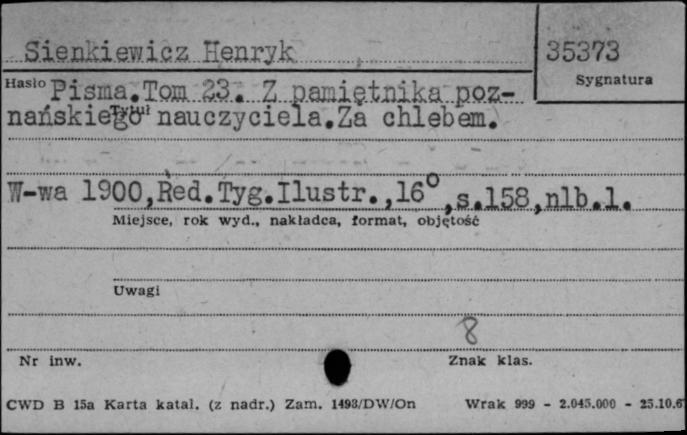 Sienkiewicz Henryk
35373
Sygnatura
Hasło
Pisma.Tom 23. Z pamiętnika poz-
Tytuł
nańskiego nauczyciela.Za chlebem.
W-wa 1900,Red.Tyg.Ilustr.,16°,s.158,nlb.1.
Miejsce, rok wyd., nakładca, format, objętość
Uwagi
8
Nr inw.
Znak klas.
CWD B 15a Karta katal. (z nadr.) Zam. 1493/DW/On
Wrak 999 - 2.045.000 - 25.10.6